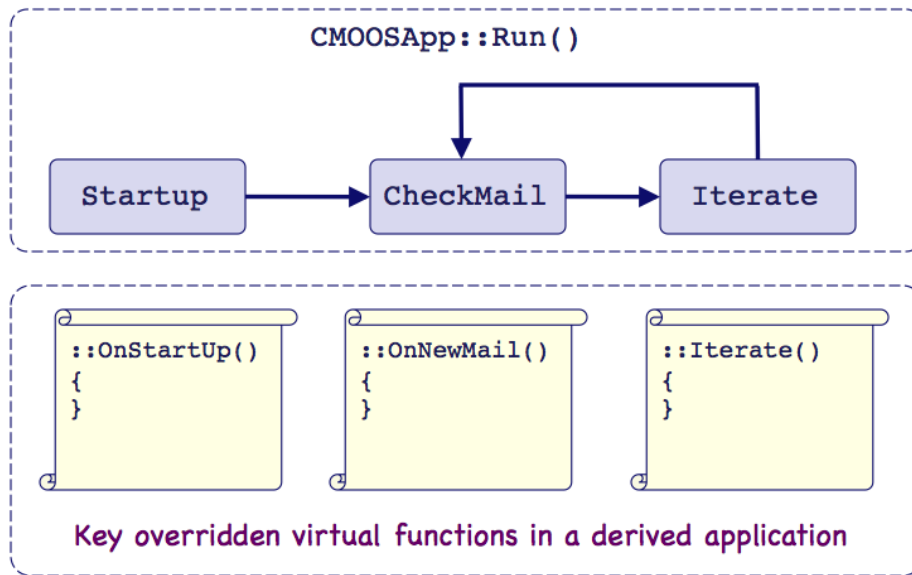 CMOOSApp::Run()
Startup
CheckMail
Iterate
::OnStartUp()
{
}
::OnNewMail()
{
}
::Iterate()
{
}
Key overridden virtual functions in a derived application